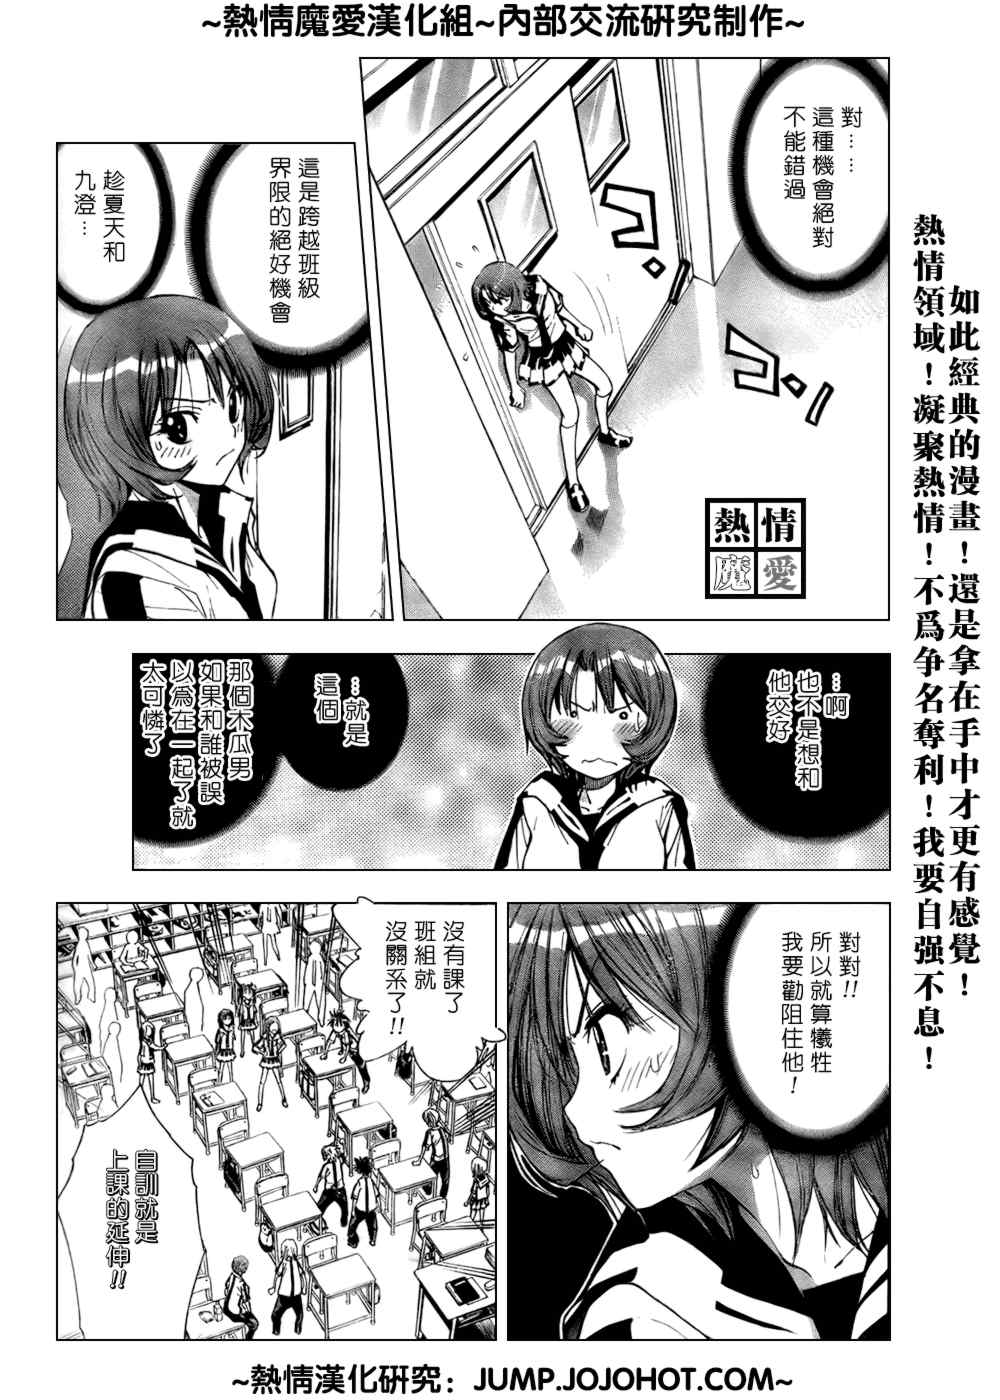 ~熱情魔愛漢化組~內部交流研究制作~
對……
這種機會絕對
不能錯過
這是跨越班級
界限的絕好機會
趁夏天和
九澄…
熱情
魔愛
如此經典的漫畫！還是拿在手中才更有感覺！
熱情領域！凝聚熱情！不爲争名奪利！我要自强不息！
…啊
也不是想和
他交好
…就是
這個
那個木瓜男
如果和誰被誤
以為在一起了就
太可憐了
對對!!
所以就算犧牲
我要勸阻住他！
沒有課了
班組就
沒關系了!!
自訓就是
上課的延伸!!
~熱情漢化研究：JUMP.JOJOHOT.COM~